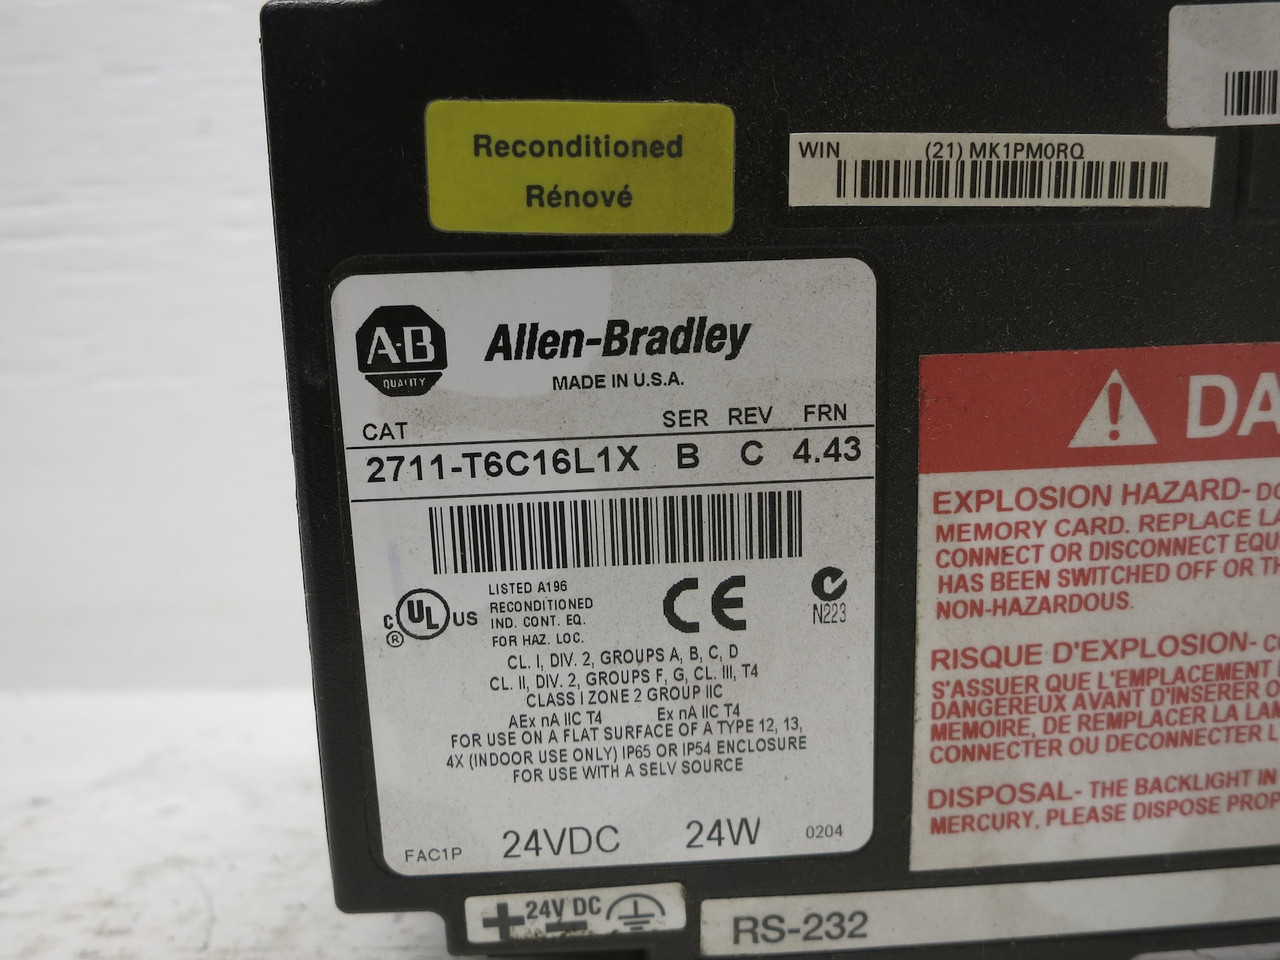 Reconditioned
Rénové
WIN (21) MK1PM0RQ
A-B
QUALITY
Allen-Bradley
MADE IN U.S.A.
CAT SER REV FRN
2711-T6C16L1X B C 4.43
C UL US
®
LISTED A196
RECONDITIONED
IND. CONT. EQ.
FOR HAZ. LOC.
CE
N223
CL. I, DIV. 2, GROUPS A, B, C, D
CL. II, DIV. 2, GROUPS F, G, CL. III, T4
CLASS I ZONE 2 GROUP IIC
AEx nA IIC T4 Ex nA IIC T4
FOR USE ON A FLAT SURFACE OF A TYPE 12, 13,
4X (INDOOR USE ONLY) IP65 OR IP54 ENCLOSURE
FOR USE WITH A SELV SOURCE
FAC1P 24VDC 24W 0204
DA
EXPLOSION HAZARD- DO
MEMORY CARD. REPLACE LA
CONNECT OR DISCONNECT EQU
HAS BEEN SWITCHED OFF OR TH
NON-HAZARDOUS.
RISQUE D'EXPLOSION- C
S'ASSUER QUE L'EMPLACEMENT
DANGEREUX AVANT D'INSERER O
MEMOIRE, DE REMPLACER LA LAM
CONNECTER OU DECONNECTER L
DISPOSAL- THE BACKLIGHT IN
MERCURY, PLEASE DISPOSE PROP
+ 24V DC -
RS-232